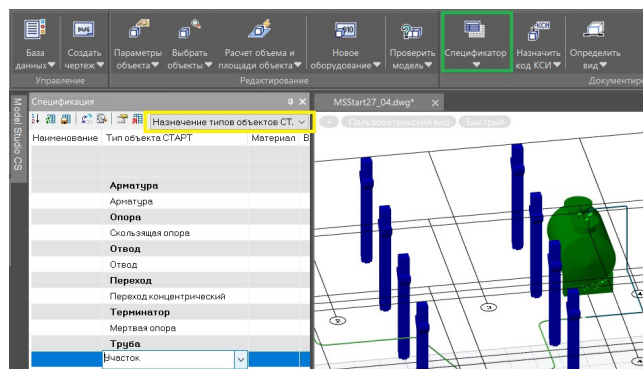 База данных
Создать чертеж
Параметры объекта
Выбрать объекты
Расчет объема и площади объекта
Новое оборудование
Проверить модель
Спецификатор
Назначить код КСИ
Определить вид
Управление
Редактирование
Документиро
Model Studio CS
Спецификация
MSStart27_04.dwg*
Назначение типов объектов СТ.
Пользовательский вид
Быстрый
Наименование Тип объекта СТАРТ Материал В
Арматура
Арматура
Опора
Скользящая опора
Отвод
Отвод
Переход
Переход концентрический
Терминатор
Мертвая опора
Труба
Участок
2
3